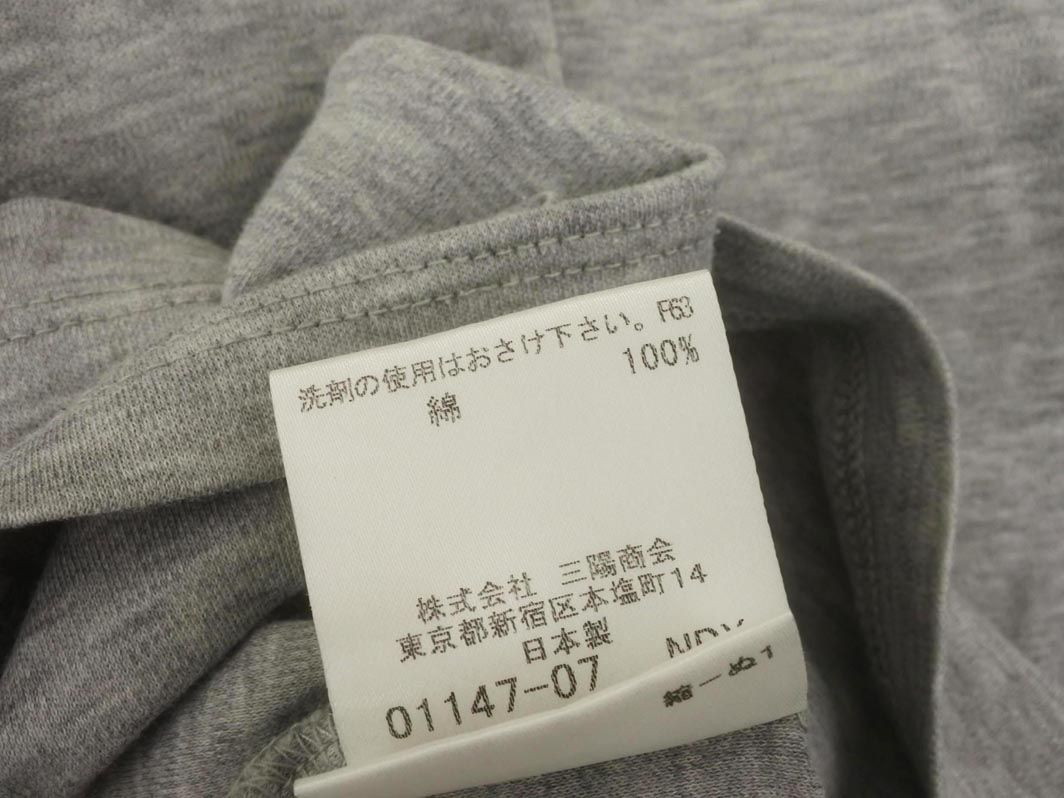 洗剤の使用はおさけ下さい。F63
綿 100%
株式会社 三陽商会
東京都新宿区本塩町14
日本製
01147-07